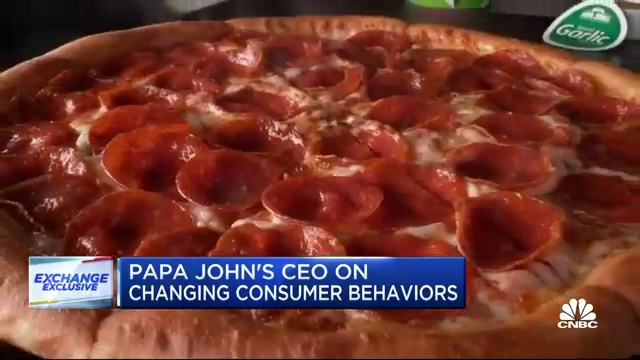 Garlic
EXCHANGE
EXCLUSIVE
PAPA JOHN'S CEO ON
CHANGING CONSUMER BEHAVIORS
CNBC